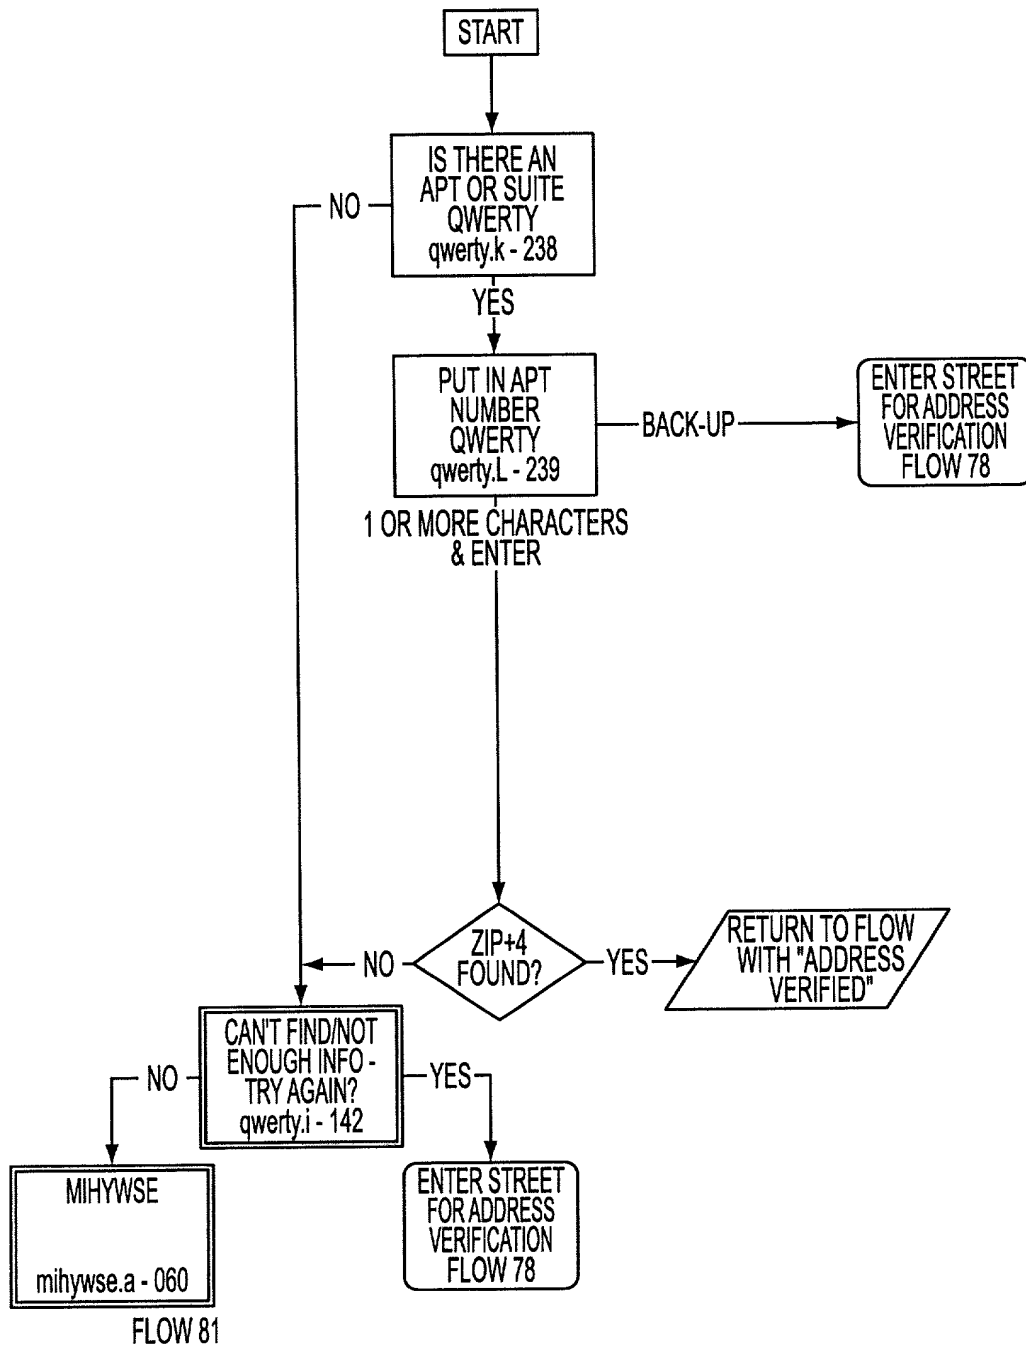 START
IS THERE AN
APT OR SUITE
QWERTY
qwerty.k - 238
NO
YES
PUT IN APT
NUMBER
QWERTY
qwerty.L - 239
BACK-UP
ENTER STREET
FOR ADDRESS
VERIFICATION
FLOW 78
1 OR MORE CHARACTERS
& ENTER
ZIP+4
FOUND?
NO
YES
RETURN TO FLOW
WITH "ADDRESS
VERIFIED"
CAN'T FIND/NOT
ENOUGH INFO -
TRY AGAIN?
qwerty.i - 142
NO
YES
MIHYWSE
mihywse.a - 060
ENTER STREET
FOR ADDRESS
VERIFICATION
FLOW 78
FLOW 81